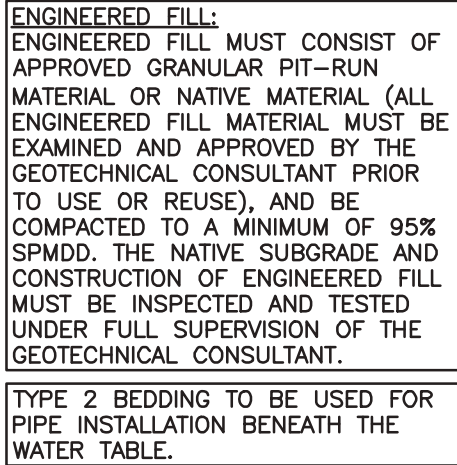 ENGINEERED FILL:
ENGINEERED FILL MUST CONSIST OF
APPROVED GRANULAR PIT-RUN
MATERIAL OR NATIVE MATERIAL (ALL
ENGINEERED FILL MATERIAL MUST BE
EXAMINED AND APPROVED BY THE
GEOTECHNICAL CONSULTANT PRIOR
TO USE OR REUSE), AND BE
COMPACTED TO A MINIMUM OF 95%
SPMDD. THE NATIVE SUBGRADE AND
CONSTRUCTION OF ENGINEERED FILL
MUST BE INSPECTED AND TESTED
UNDER FULL SUPERVISION OF THE
GEOTECHNICAL CONSULTANT.
TYPE 2 BEDDING TO BE USED FOR
PIPE INSTALLATION BENEATH THE
WATER TABLE.